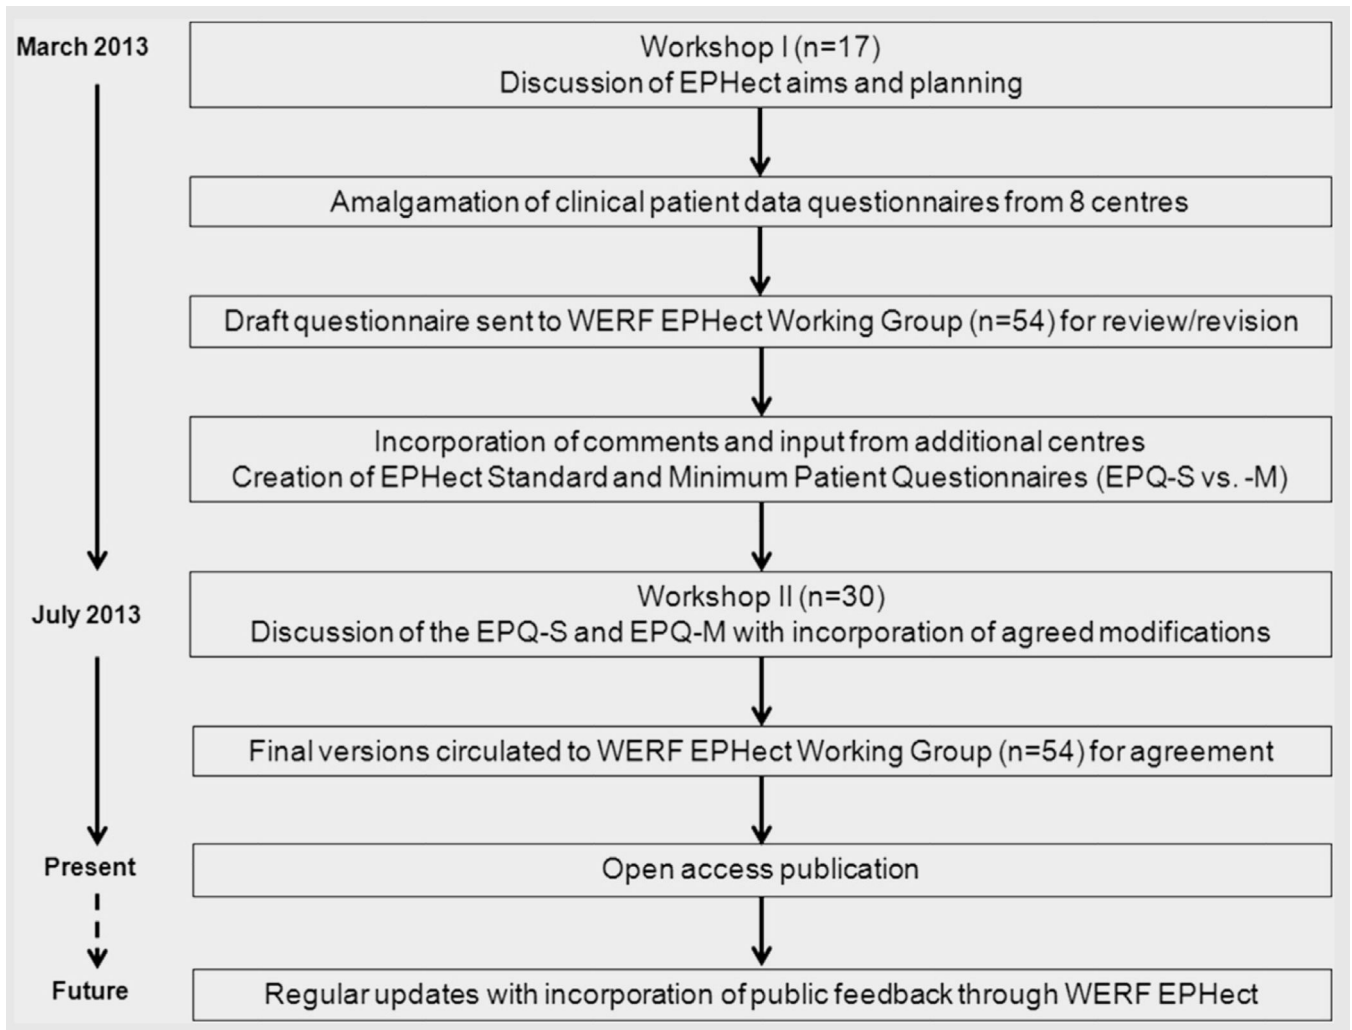 March 2013
Workshop I (n=17)
Discussion of EPHect aims and planning
Amalgamation of clinical patient data questionnaires from 8 centres
Draft questionnaire sent to WERF EPHect Working Group (n=54) for review/revision
Incorporation of comments and input from additional centres
Creation of EPHect Standard and Minimum Patient Questionnaires (EPQ-S vs. -M)
July 2013
Workshop II (n=30)
Discussion of the EPQ-S and EPQ-M with incorporation of agreed modifications
Final versions circulated to WERF EPHect Working Group (n=54) for agreement
Present
Open access publication
Future
Regular updates with incorporation of public feedback through WERF EPHect